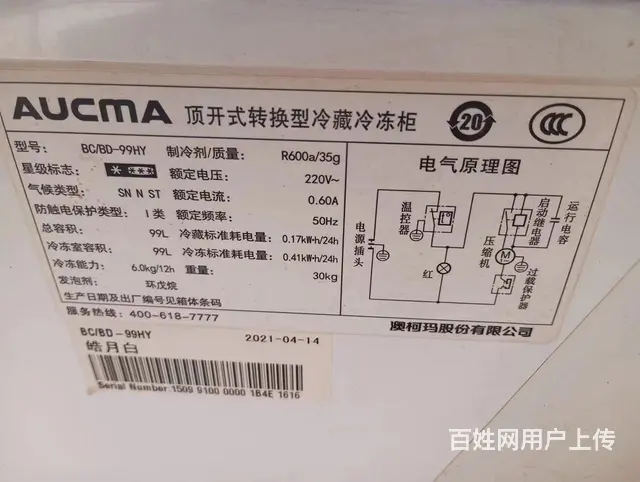 AUCMA 顶开式转换型冷藏冷冻柜 20 CCC
型号: BC/BD-99HY 制冷剂/质量: R600a/35g
星级标志: 额定电压: 220V~
气候类型: SN N ST 额定电流: 0.60A
防触电保护类型: I 类 额定频率: 50Hz
总容积: 99L 冷藏标准耗电量: 0.17kW·h/24h
冷冻室容积: 99L 冷冻标准耗电量: 0.41kW·h/24h
冷冻能力: 6.0kg/12h 重量: 30kg
发泡剂: 环戊烷
生产日期及出厂编号见箱体条码
服务热线: 400-618-7777
电气原理图
电源插头
温控器
红
压缩机
M
启动继电器
运行电容
过载保护器
澳柯玛股份有限公司
BC/BD-99HY 2021-04-14
皓月白
Serial Number 1509 9100 0000 1B4E 1616
百姓网用户上传